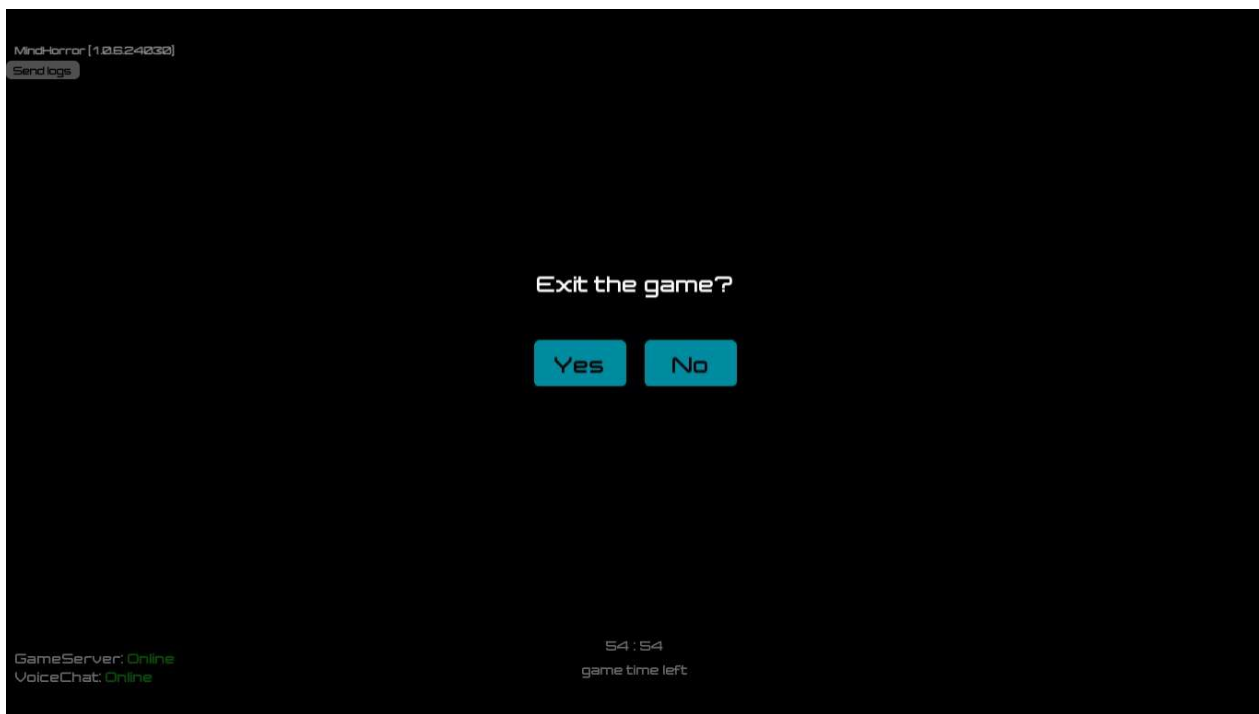 MindHorror [1.0.6.24030]
Send logs
Exit the game?
Yes No
54:54
game time left
GameServer: Online
VoiceChat: Online